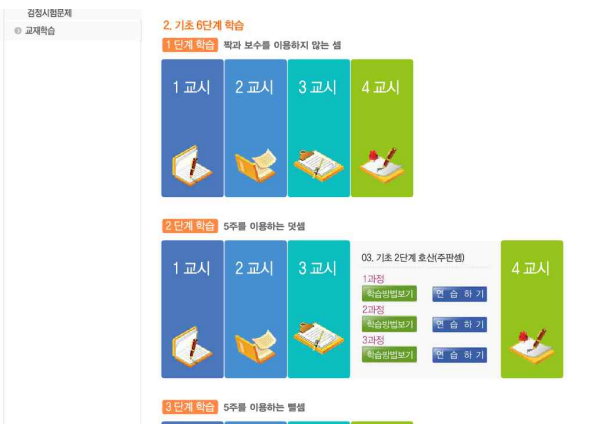 검정시험문제
교재학습
2. 기초 6단계 학습
1 단계 학습 짝과 보수를 이용하지 않는 셈
1 교시 2 교시 3 교시 4 교시
2 단계 학습 5주를 이용하는 덧셈
1 교시 2 교시 3 교시
03. 기초 2단계 호산(주판셈)
1과정
학습방법보기 연 습 하 기
2과정
학습방법보기 연 습 하 기
3과정
학습방법보기 연 습 하 기
4 교시
3 단계 학습 5주를 이용하는 뺄셈